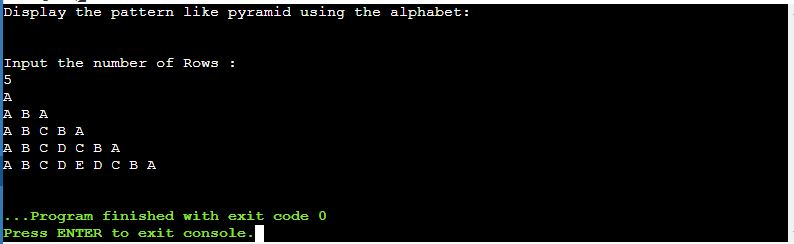 Display the pattern like pyramid using the alphabet:
Input the number of Rows :
5
A
A B A
A B C B A
A B C D C B A
A B C D E D C B A
...Program finished with exit code 0
Press ENTER to exit console.